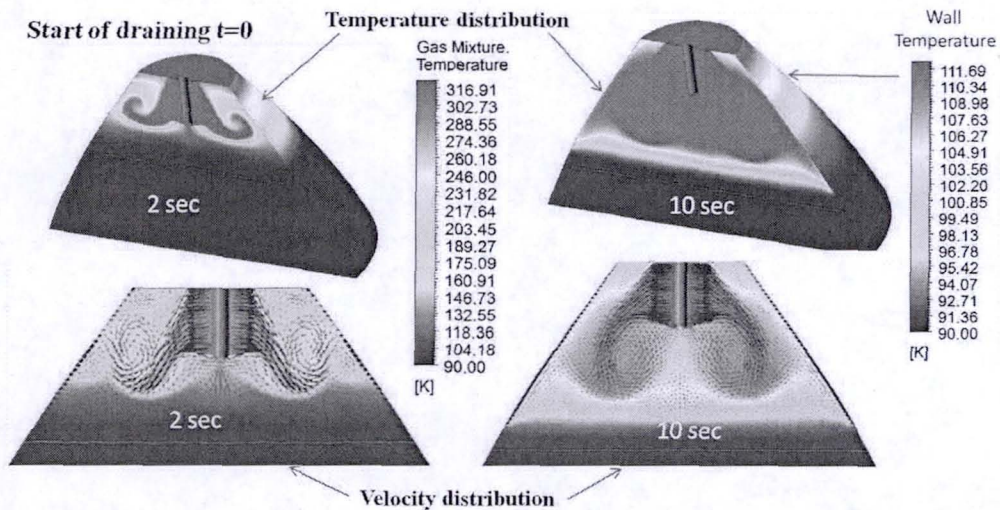 Start of draining t=0
Temperature distribution
Gas Mixture.
Temperature
316.91
302.73
288.55
274.36
260.18
246.00
231.82
217.64
203.45
189.27
175.09
160.91
146.73
132.55
118.36
104.18
90.00
[K]
Wall
Temperature
111.69
110.34
108.98
107.63
106.27
104.91
103.56
102.20
100.85
99.49
98.13
96.78
95.42
94.07
92.71
91.36
90.00
[K]
2 sec
10 sec
2 sec
10 sec
Velocity distribution